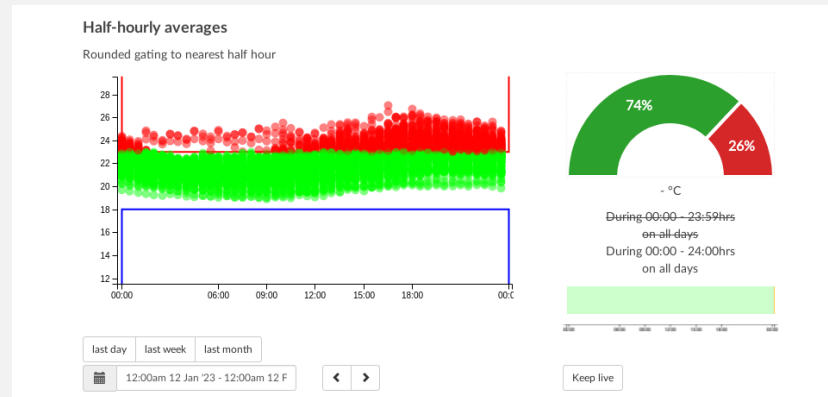 Half-hourly averages
Rounded gating to nearest half hour
28
26
24
22
20
18
16
14
12
00:00 06:00 09:00 12:00 15:00 18:00 00:0
74%
26%
- °C
During 00:00 - 23:59hrs
on all days
During 00:00 - 24:00hrs
on all days
last day last week last month
12:00am 12 Jan '23 - 12:00am 12 F
Keep live